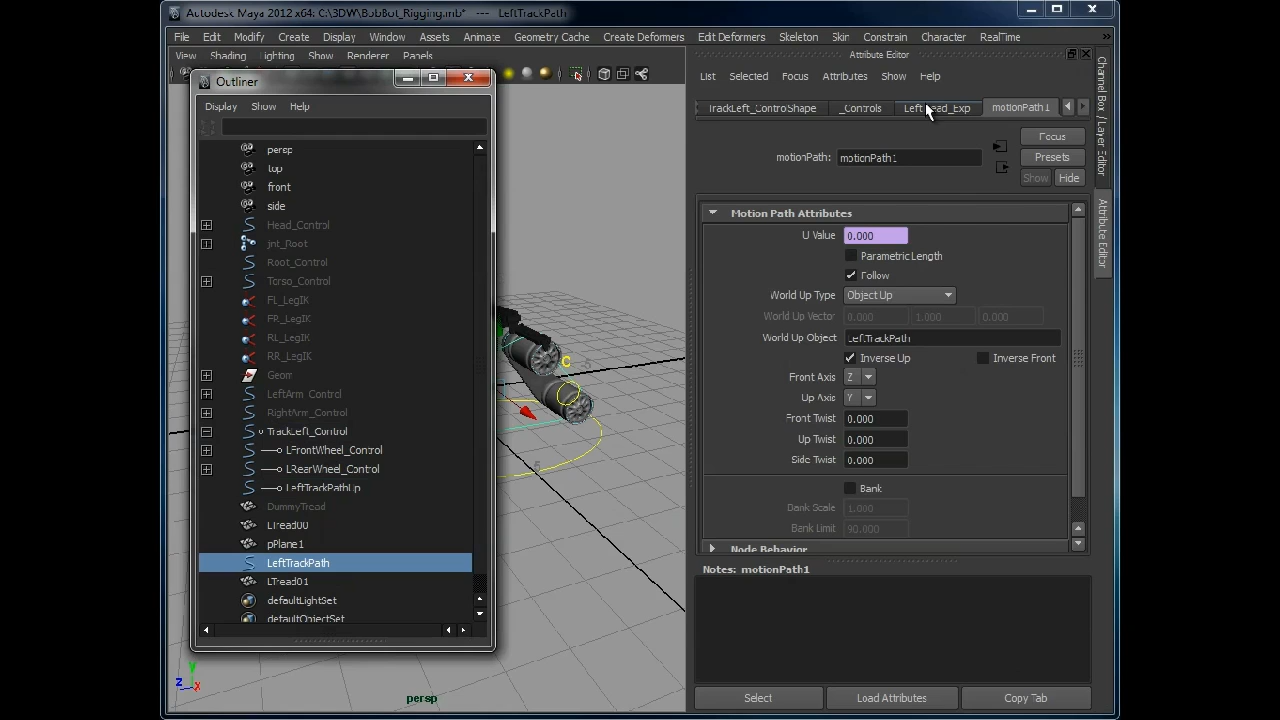 Autodesk Maya 2012 x64: C:\3DW\BobBot_Rigging.mb* --- LeftTrackPath
File Edit Modify Create Display Window Assets Animate Geometry Cache Create Deformers Edit Deformers Skeleton Skin Constrain Character RealTime »
View Shading Lighting Show Renderer Panels
Attribute Editor
List Selected Focus Attributes Show Help
TrackLeft_ControlShape _Controls motionPath1
motionPath: motionPath1
Focus
Presets
Show Hide
Motion Path Attributes
U Value 0.000
Parametric Length
Follow
World Up Type Object Up
World Up Vector 0.000 1.000 0.000
World Up Object LeftTrackPath
Inverse Up Inverse Front
Front Axis Z
Up Axis Y
Front Twist 0.000
Up Twist 0.000
Side Twist 0.000
Bank
Bank Scale 1.000
Bank Limit 90.000
Node Behavior
Notes: motionPath1
Select Load Attributes Copy Tab
Channel Box / Layer Editor
Attribute Editor
Outliner
Display Show Help
persp
top
front
side
Head_Control
jnt_Root
Root_Control
Torso_Control
FL_LegIK
FR_LegIK
RL_LegIK
RR_LegIK
Geom
LeftArm_Control
RightArm_Control
TrackLeft_Control
LFrontWheel_Control
LRearWheel_Control
LeftTrackPathUp
DummyTread
LTread00
pPlane1
LeftTrackPath
LTread01
defaultLightSet
defaultObjectSet
C
6
Y
Z X
persp